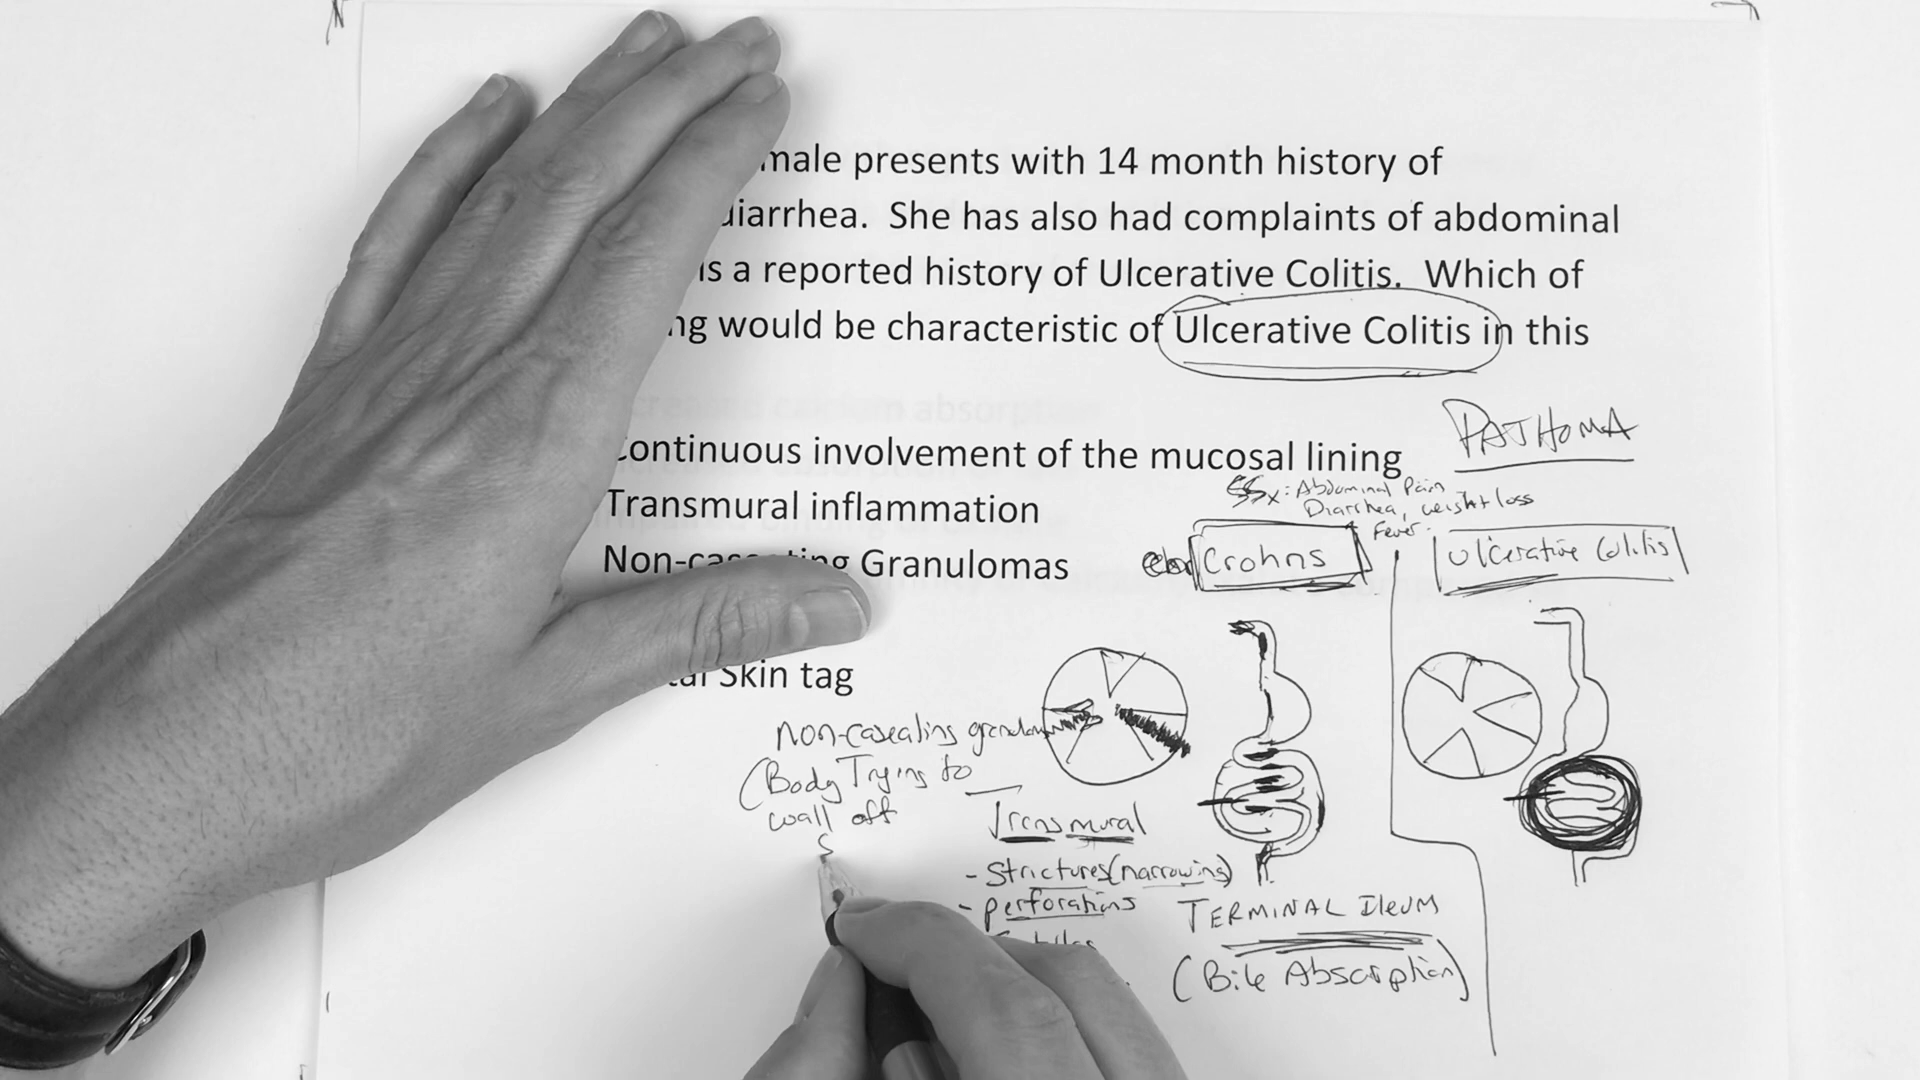 male presents with 14 month history of
diarrhea. She has also had complaints of abdominal
is a reported history of Ulcerative Colitis. Which of
ng would be characteristic of Ulcerative Colitis in this
Continuous involvement of the mucosal lining
PATHOMA
Transmural inflammation
SSx: Abdominal Pain
Diarrhea, weight loss
Fever
Non-caseating Granulomas
Crohns
Ulcerative Colitis
Skin tag
non-casealing
(Body Trying to
wall off
Transmural
- Strictures (narrowing)
- perforations
TERMINAL Ileum
(Bile Absorption)